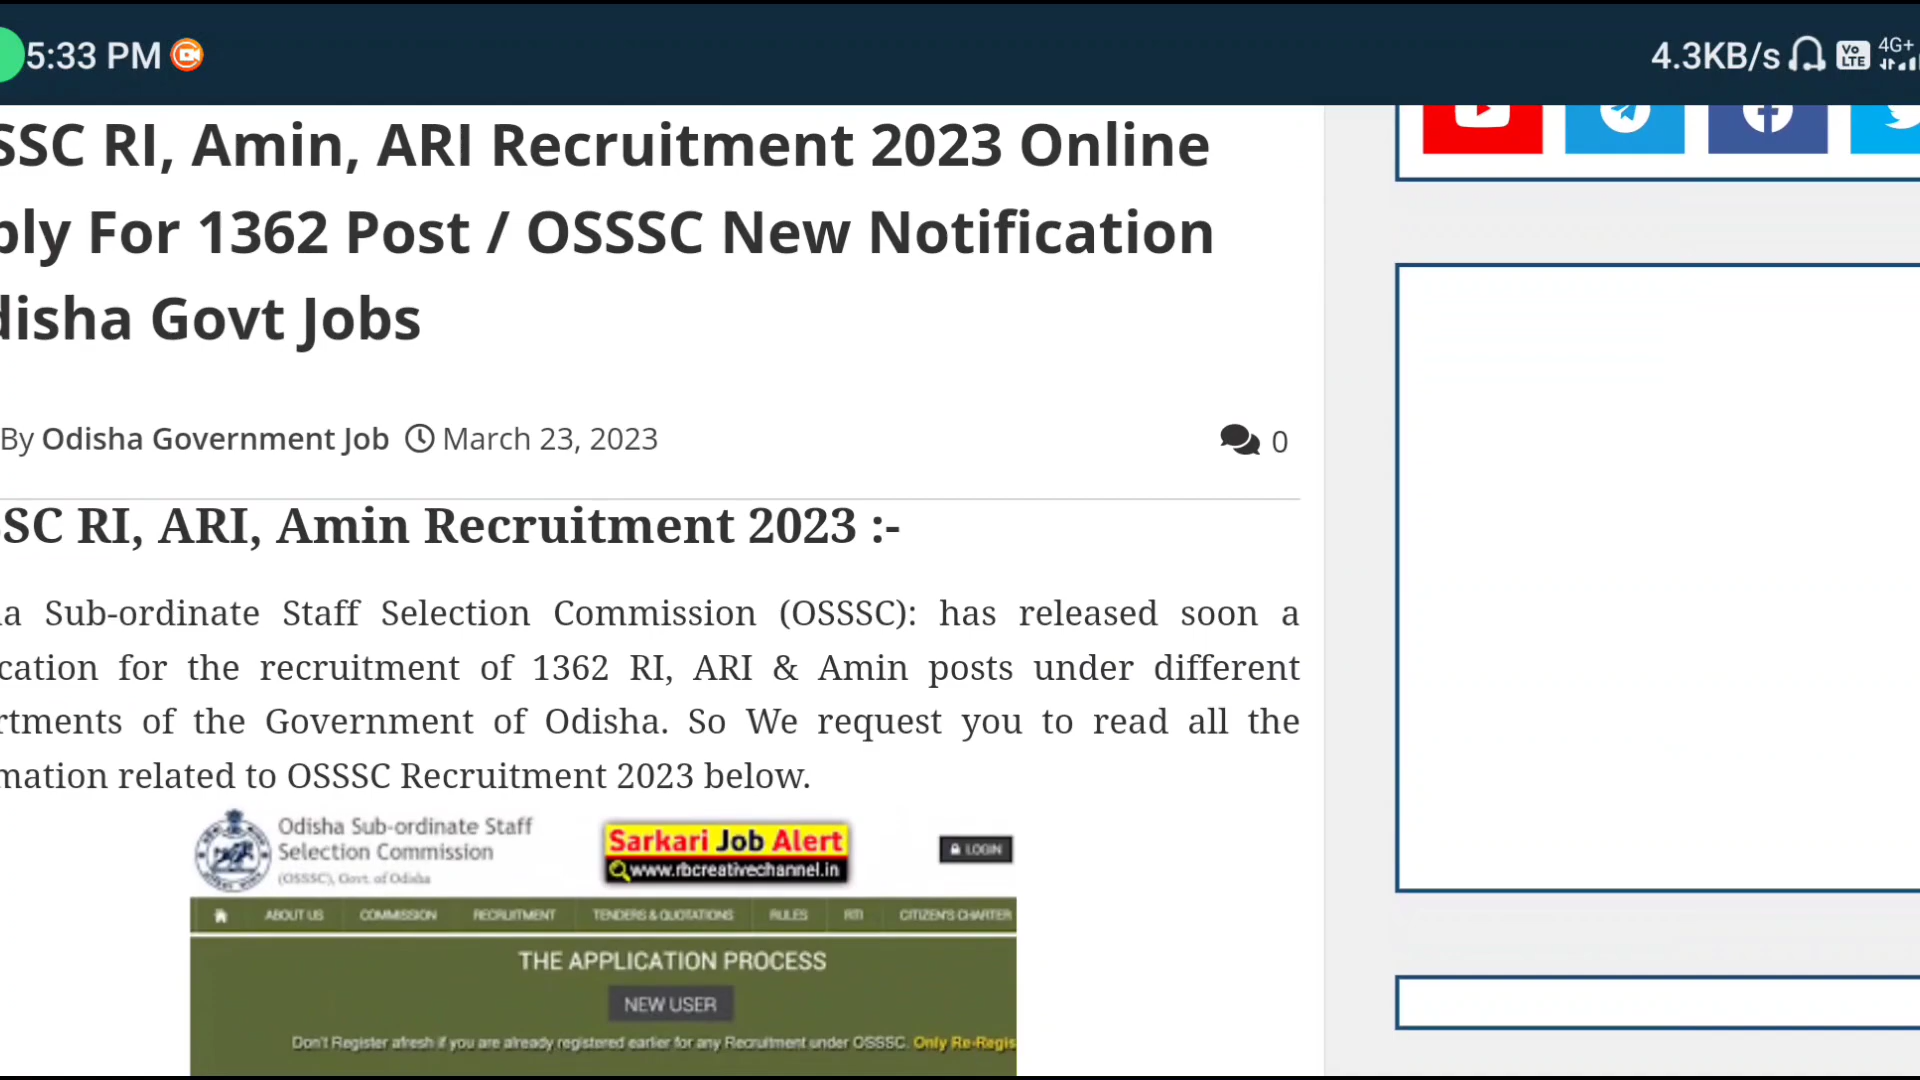 5:33 PM
4.3KB/s Vo LTE 4G+
SSC RI, Amin, ARI Recruitment 2023 Online
ply For 1362 Post / OSSSC New Notification
disha Govt Jobs
By Odisha Government Job March 23, 2023
0
SSC RI, ARI, Amin Recruitment 2023 :-
a Sub-ordinate Staff Selection Commission (OSSSC): has released soon a
cation for the recruitment of 1362 RI, ARI & Amin posts under different
rtments of the Government of Odisha. So We request you to read all the
mation related to OSSSC Recruitment 2023 below.
Odisha Sub-ordinate Staff
Selection Commission
(OSSSC), Govt. of Odisha
Sarkari Job Alert
www.rbcreativechannel.in
LOGIN
ABOUT US COMMISSION RECRUITMENT TENDERS & QUOTATIONS RULES RTI CITIZEN'S CHARTER
THE APPLICATION PROCESS
NEW USER
Don't Register afresh if you are already registered earlier for any Recruitment under OSSSC. Only Re-Regis